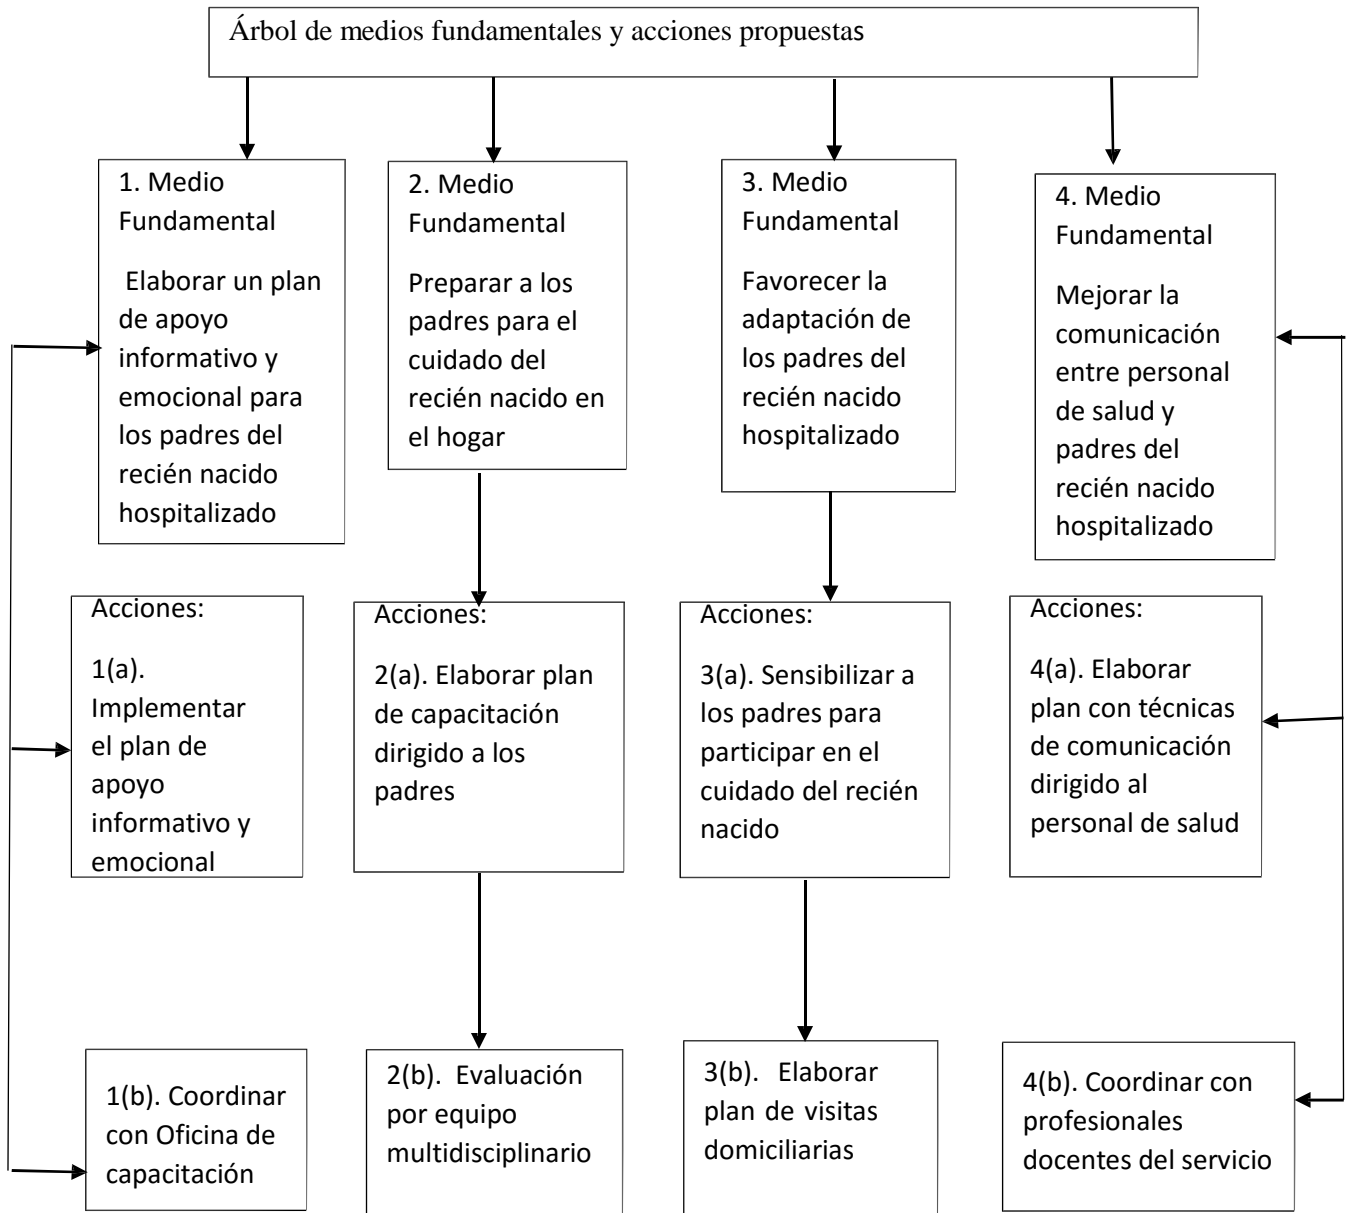 Árbol de medios fundamentales y acciones propuestas
1. Medio
Fundamental
Elaborar un plan
de apoyo
informativo y
emocional para
los padres del
recién nacido
hospitalizado
2. Medio
Fundamental
Preparar a los
padres para el
cuidado del
recién nacido en
el hogar
3. Medio
Fundamental
Favorecer la
adaptación de
los padres del
recién nacido
hospitalizado
4. Medio
Fundamental
Mejorar la
comunicación
entre personal
de salud y
padres del
recién nacido
hospitalizado
Acciones:
1(a).
Implementar
el plan de
apoyo
informativo y
emocional
Acciones:
2(a). Elaborar plan
de capacitación
dirigido a los
padres
Acciones:
3(a). Sensibilizar a
los padres para
participar en el
cuidado del recién
nacido
Acciones:
4(a). Elaborar
plan con técnicas
de comunicación
dirigido al
personal de salud
1(b). Coordinar
con Oficina de
capacitación
2(b). Evaluación
por equipo
multidisciplinario
3(b). Elaborar
plan de visitas
domiciliarias
4(b). Coordinar con
profesionales
docentes del servicio